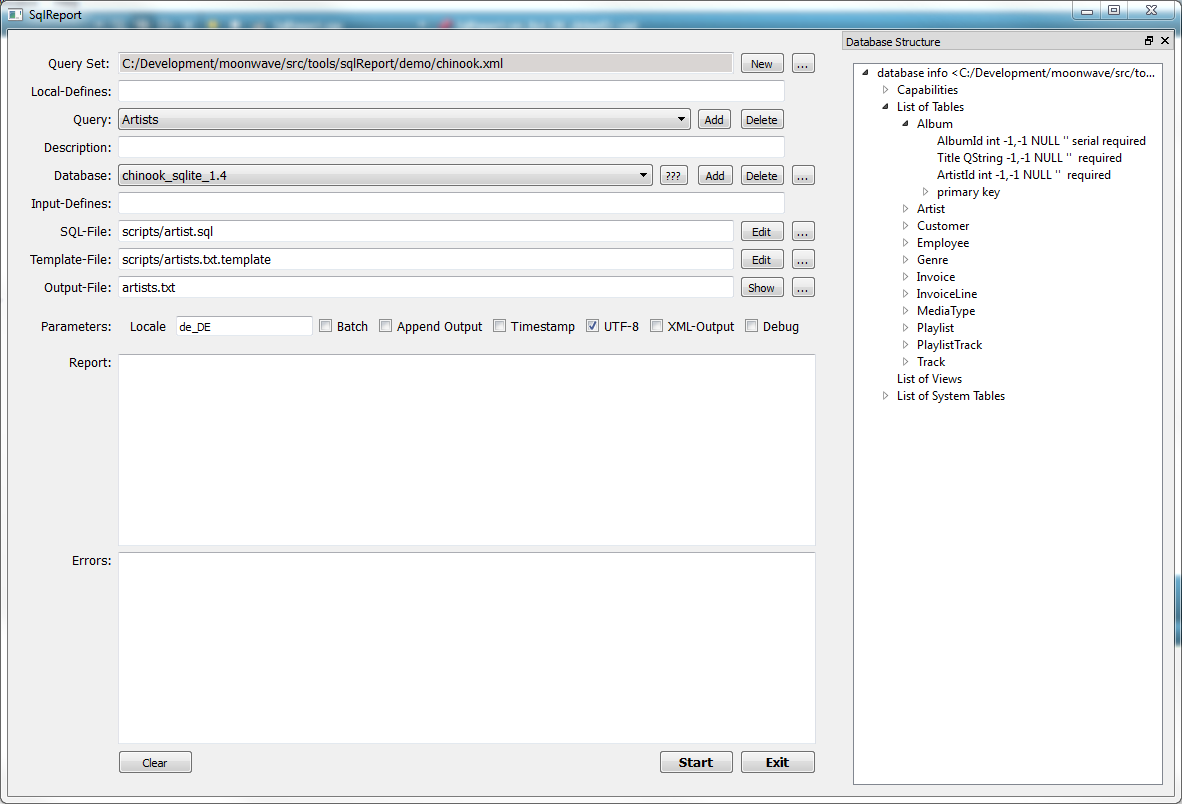 SqlReport
Query Set: C:/Development/moonwave/src/tools/sqlReport/demo/chinook.xml New ...
Local-Defines:
Query: Artists Add Delete
Description:
Database: chinook_sqlite_1.4 ??? Add Delete ...
Input-Defines:
SQL-File: scripts/artist.sql Edit ...
Template-File: scripts/artists.txt.template Edit ...
Output-File: artists.txt Show ...
Parameters: Locale de_DE Batch Append Output Timestamp UTF-8 XML-Output Debug
Report:
Errors:
Clear Start Exit
Database Structure
database info <C:/Development/moonwave/src/to...
Capabilities
List of Tables
Album
AlbumId int -1,-1 NULL '' serial required
Title QString -1,-1 NULL '' required
ArtistId int -1,-1 NULL '' required
primary key
Artist
Customer
Employee
Genre
Invoice
InvoiceLine
MediaType
Playlist
PlaylistTrack
Track
List of Views
List of System Tables